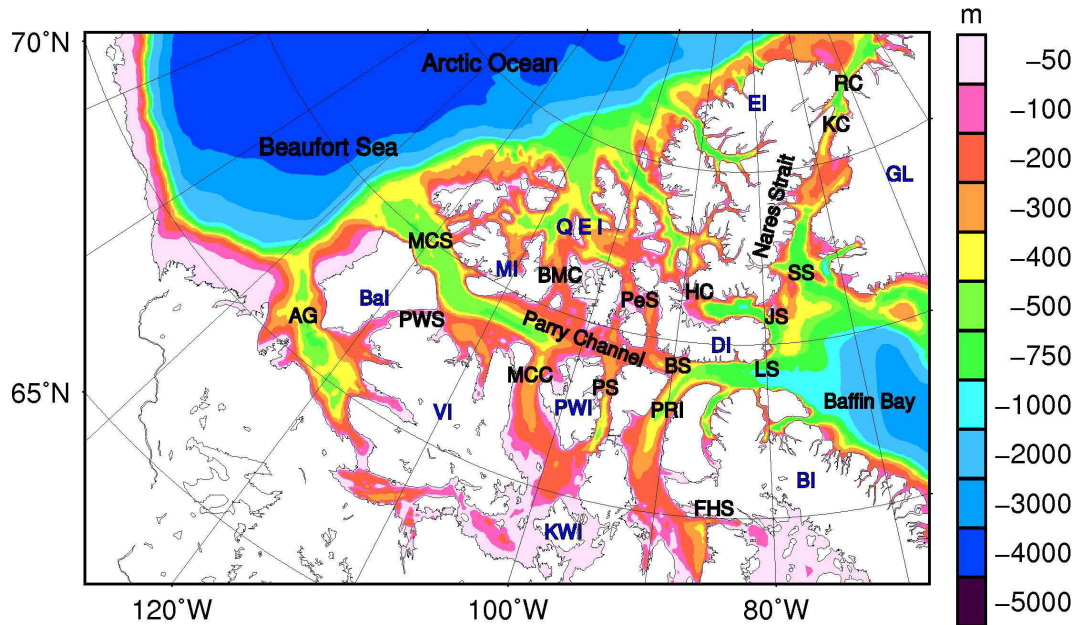 m
70°N
Arctic Ocean
−50
RC
EI
−100
KC
Beaufort Sea
−200
GL
Nares Strait
−300
Q E I
MCS
−400
MI
BMC
SS
HC
−500
BaI
PeS
AG
PWS
JS
Parry Channel
DI
−750
BS
LS
MCC
65°N
PS
Baffin Bay
−1000
VI
PWI
PRI
−2000
BI
−3000
FHS
KWI
−4000
−5000
120°W
100°W
80°W